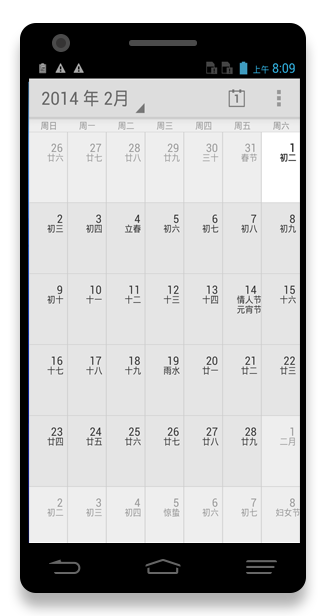 上午 8:09
2014 年 2月
1
周日 周一 周二 周三 周四 周五 周六
26 27 28 29 30 31 1
廿六 廿七 廿八 廿九 三十 春节 初二
2 3 4 5 6 7 8
初三 初四 立春 初六 初七 初八 初九
9 10 11 12 13 14 15
初十 十一 十二 十三 十四 情人节 十六
元宵节
16 17 18 19 20 21 22
十七 十八 十九 雨水 廿一 廿二 廿三
23 24 25 26 27 28 1
廿四 廿五 廿六 廿七 廿八 廿九 二月
2 3 4 5 6 7 8
初二 初三 初四 惊蛰 初六 初七 妇女节